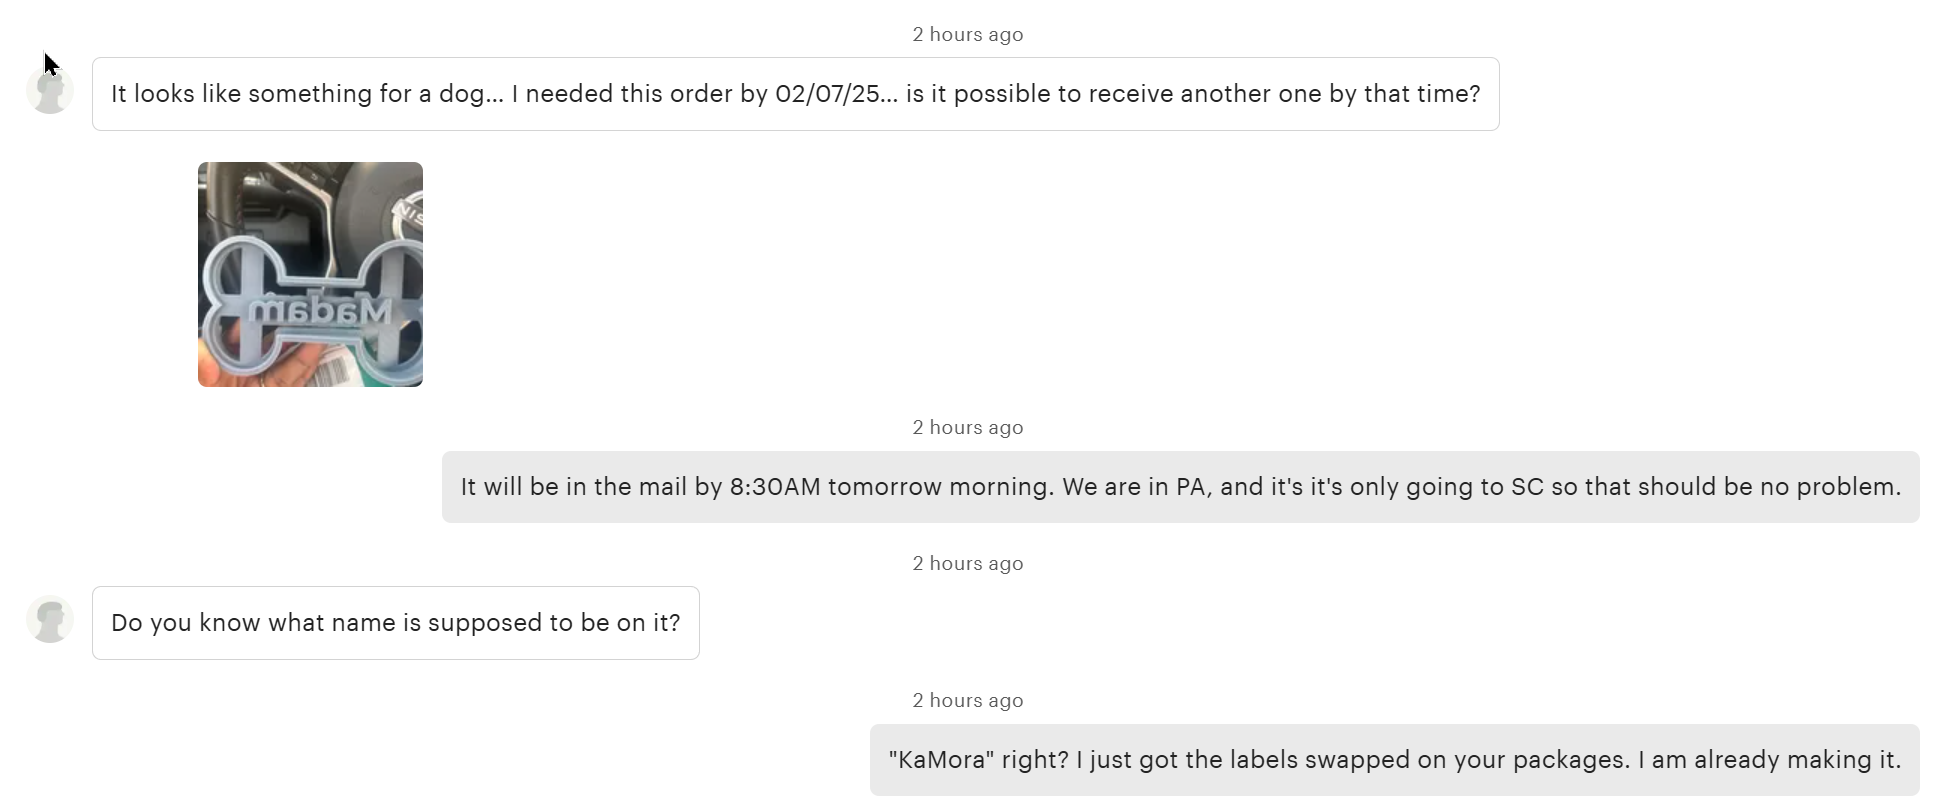 2 hours ago
It looks like something for a dog... I needed this order by 02/07/25... is it possible to receive another one by that time?
NIS
Madam
2 hours ago
It will be in the mail by 8:30AM tomorrow morning. We are in PA, and it's it's only going to SC so that should be no problem.
2 hours ago
Do you know what name is supposed to be on it?
2 hours ago
"KaMora" right? I just got the labels swapped on your packages. I am already making it.